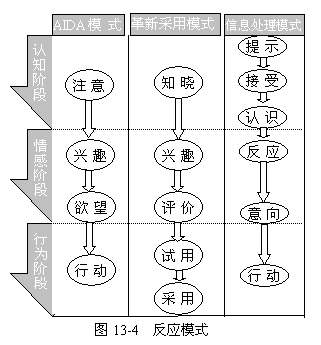 AIDA模 式 革新采用模式 信息处理模式
认知阶段
提 示
注 意 知 晓 接 受
认 识
情感阶段
兴 趣 兴 趣 反 应
欲 望 评 价 意 向
行为阶段
行 动 试 用 行 动
采 用
图 13-4 反应模式